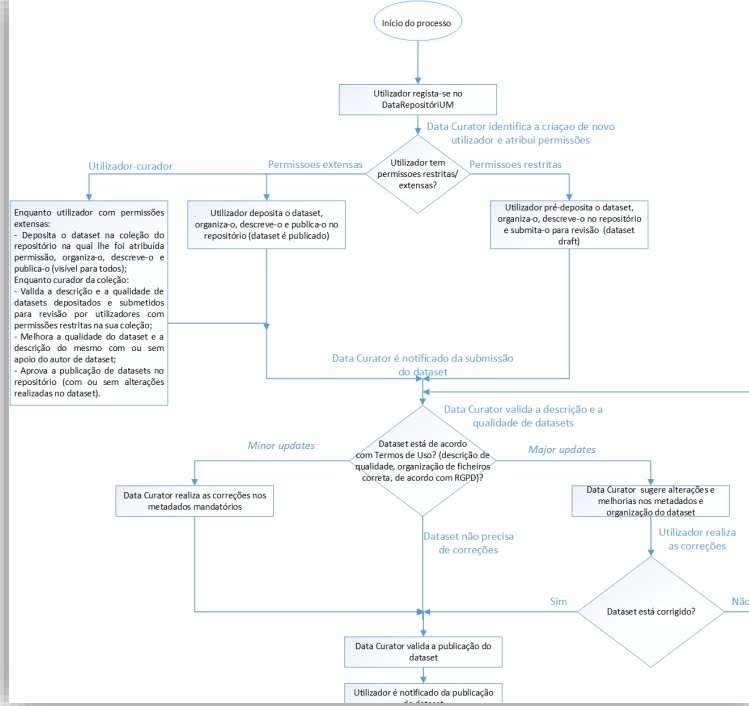 Início do processo
Utilizador regista-se no
DataRepositóriUM
Data Curator identifica a criaçao de novo
utilizador e atribui permissões
Utilizador tem
permissoes restritas/
extensas?
Utilizador-curador
Permissoes extensas
Permissoes restritas
Enquanto utilizador com permissões
extensas:
- Deposita o dataset na coleção do
repositório na qual lhe foi atribuída
permissão, organiza-o, descreve-o e
publica-o (visível para todos);
Enquanto curador da coleção:
- Valida a descrição e a qualidade de
datasets depositados e submetidos
para revisão por utilizadores com
permissões restritas na sua coleção;
- Melhora a qualidade do dataset e a
descrição do mesmo com ou sem
apoio do autor de dataset;
- Aprova a publicação de datasets no
repositório (com ou sem alterações
realizadas no dataset).
Utilizador deposita o dataset,
organiza-o, descreve-o e publica-o no
repositório (dataset é publicado)
Utilizador pré-deposita o dataset,
organiza-o, descreve-o no repositório
e submita-o para revisão (dataset
draft)
Data Curator é notificado da submissão
do dataset
Data Curator valida a descrição e a
qualidade de datasets
Dataset está de acordo
com Termos de Uso? (descrição de
qualidade, organização de ficheiros
correta, de acordo com RGPD)?
Minor updates
Major updates
Data Curator realiza as correções nos
metadados mandatórios
Data Curator sugere alterações e
melhorias nos metadados e
organização do dataset
Dataset não precisa
de correções
Utilizador realiza
as correções
Dataset está corrigido?
Sim
Não
Data Curator valida a publicação do
dataset
Utilizador é notificado da publicação
do dataset